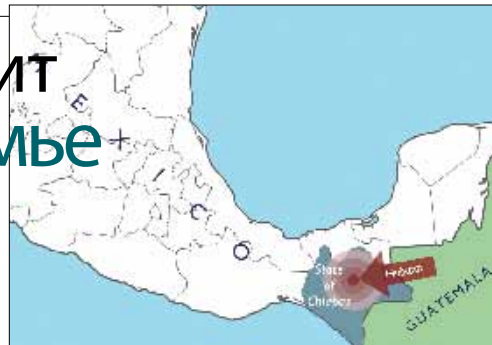 ит
мье
E X I C O
State
of
Chiapas
GUATEMALA